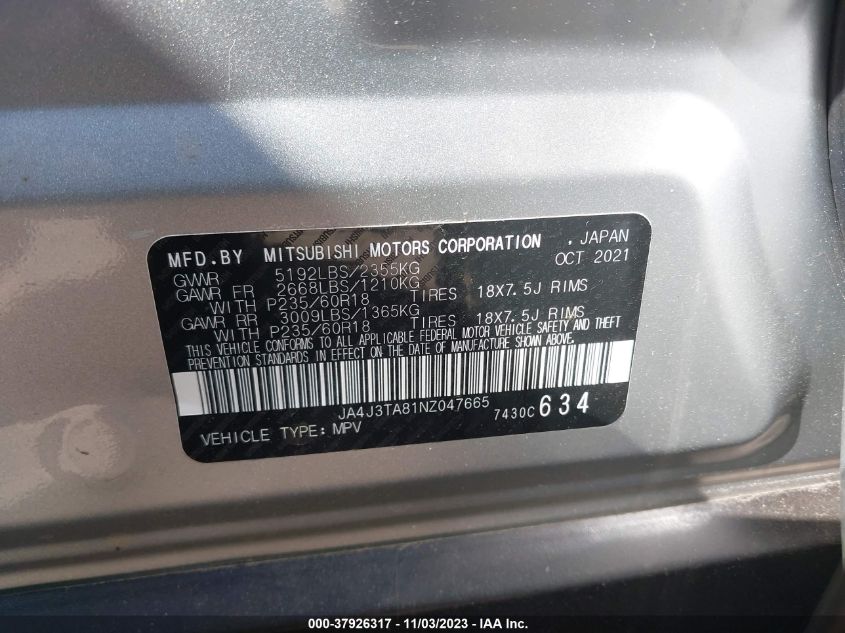 MFD.BY MITSUBISHI MOTORS CORPORATION . JAPAN
OCT 2021
GVWR 5192LBS/2355KG
GAWR FR 2668LBS/1210KG
WITH P235/60R18 TIRES 18X7.5J RIMS
GAWR RR 3009LBS/1365KG
WITH P235/60R18 TIRES 18X7.5J RIMS
THIS VEHICLE CONFORMS TO ALL APPLICABLE FEDERAL MOTOR VEHICLE SAFETY AND THEFT
PREVENTION STANDARDS IN EFFECT ON THE DATE OF MANUFACTURE SHOWN ABOVE.
JA4J3TA81NZ047665
7430C 634
VEHICLE TYPE: MPV
000-37926317 - 11/03/2023 - IAAI.com